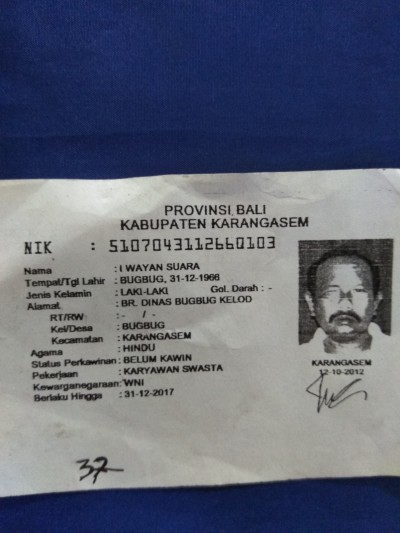 PROVINSI BALI
KABUPATEN KARANGASEM
NIK : 5107043112660103
Nama : I WAYAN SUARA
Tempat/Tgl Lahir : BUGBUG, 31-12-1966
Jenis Kelamin : LAKI-LAKI Gol. Darah : -
Alamat. : BR. DINAS BUGBUG KELOD
RT/RW : - / -
Kel/Desa : BUGBUG
Kecamatan : KARANGASEM
Agama : HINDU
Status Perkawinan : BELUM KAWIN
Pekerjaan : KARYAWAN SWASTA
Kewarganegaraan: WNI
Berlaku Hingga : 31-12-2017
KARANGASEM
12-10-2012
37